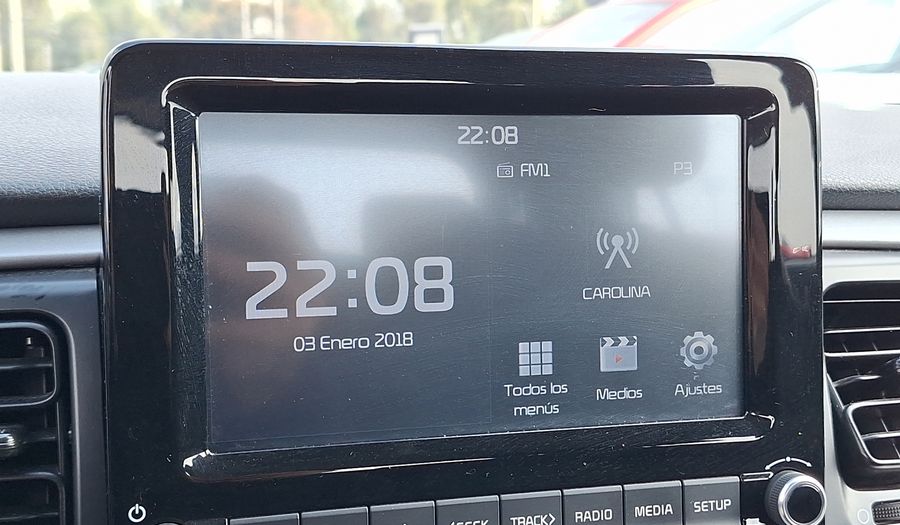 22:08
FM1 P3
22:08
03 Enero 2018
CAROLINA
Todos los
menús
Medios
Ajustes
TRACK>
RADIO
MEDIA
SETUP